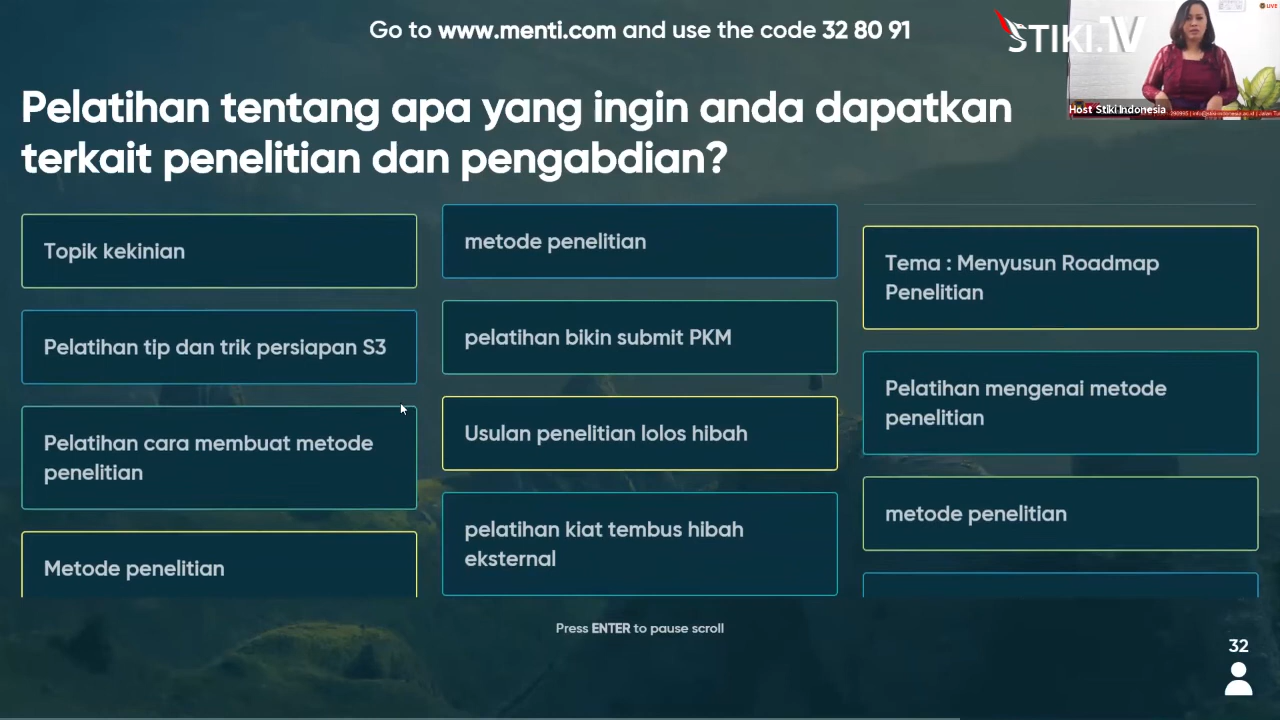 Go to www.menti.com and use the code 32 80 91
STIKI.TV
LIVE
Host Stiki Indonesia
Pelatihan tentang apa yang ingin anda dapatkan
terkait penelitian dan pengabdian?
Topik kekinian
Pelatihan tip dan trik persiapan S3
Pelatihan cara membuat metode
penelitian
Metode penelitian
metode penelitian
pelatihan bikin submit PKM
Usulan penelitian lolos hibah
pelatihan kiat tembus hibah
eksternal
Tema : Menyusun Roadmap
Penelitian
Pelatihan mengenai metode
penelitian
metode penelitian
Press ENTER to pause scroll
32